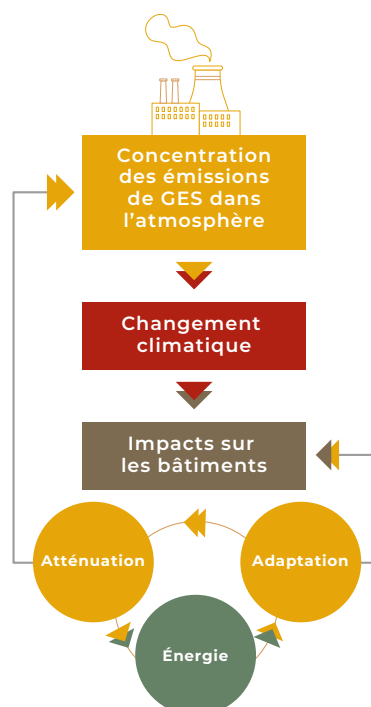 Concentration
des émissions
de GES dans
l’atmosphère
Changement
climatique
Impacts sur
les bâtiments
Atténuation
Adaptation
Énergie